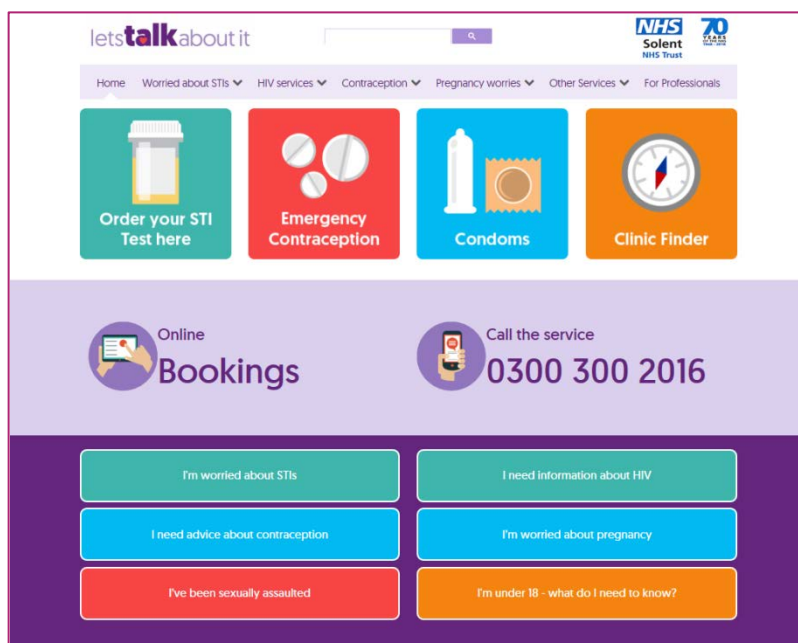 letstalkaboutit
NHS
Solent
NHS Trust
70
YEARS
Home Worried about STIs HIV services Contraception Pregnancy worries Other Services For Professionals
Order your STI
Test here
Emergency
Contraception
Condoms
Clinic Finder
Online
Bookings
Call the service
0300 300 2016
I'm worried about STIs
I need information about HIV
I need advice about contraception
I'm worried about pregnancy
I've been sexually assaulted
I'm under 18 - what do I need to know?